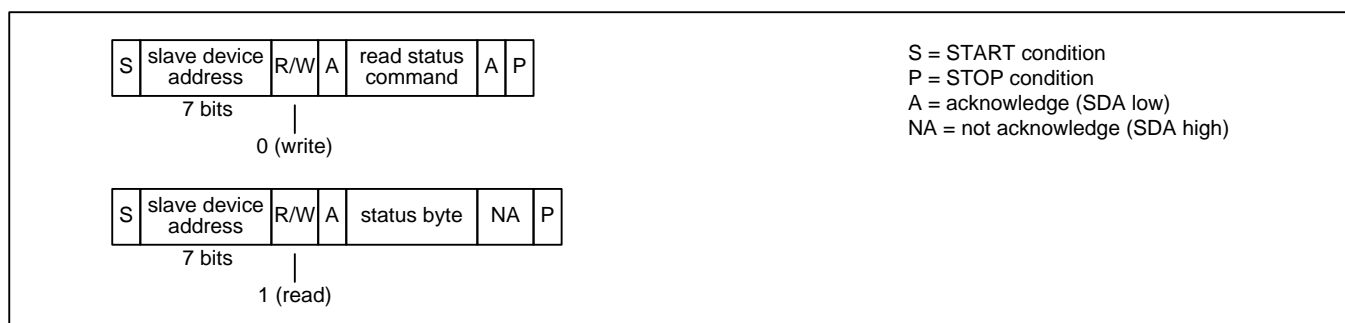 S slave device address R/W A read status command A P
7 bits
0 (write)
S slave device address R/W A status byte NA P
7 bits
1 (read)
S = START condition
P = STOP condition
A = acknowledge (SDA low)
NA = not acknowledge (SDA high)